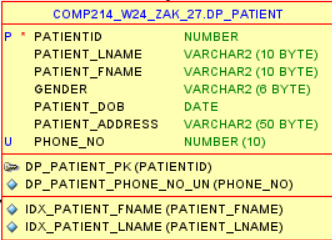 COMP214_W24_ZAK_27.DP_PATIENT
P * PATIENTID NUMBER
PATIENT_LNAME VARCHAR2 (10 BYTE)
PATIENT_FNAME VARCHAR2 (10 BYTE)
GENDER VARCHAR2 (6 BYTE)
PATIENT_DOB DATE
PATIENT_ADDRESS VARCHAR2 (50 BYTE)
U PHONE_NO NUMBER (10)
DP_PATIENT_PK (PATIENTID)
DP_PATIENT_PHONE_NO_UN (PHONE_NO)
IDX_PATIENT_FNAME (PATIENT_FNAME)
IDX_PATIENT_LNAME (PATIENT_LNAME)